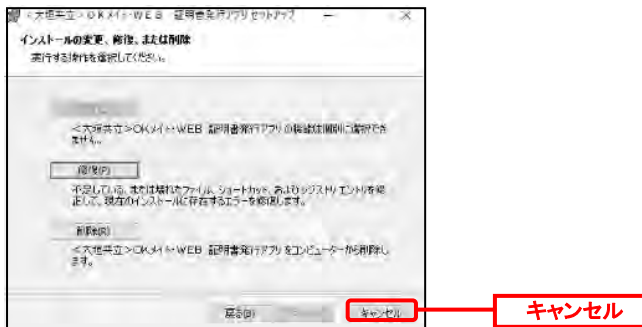 <大垣共立>OKメイト・WEB 証明書発行アプリ セットアップ
インストールの変更、修復、または削除
実行する操作を選択してください。
<大垣共立>OKメイト・WEB 証明書発行アプリ の機能は個別に選択でき
ません。
修復(P)
不足している、または壊れたファイル、ショートカット、およびレジストリ エントリを修
正して、現在のインストールに存在するエラーを修復します。
削除(R)
<大垣共立>OKメイト・WEB 証明書発行アプリ をコンピューターから削除し
ます。
戻る(B)
キャンセル
キャンセル